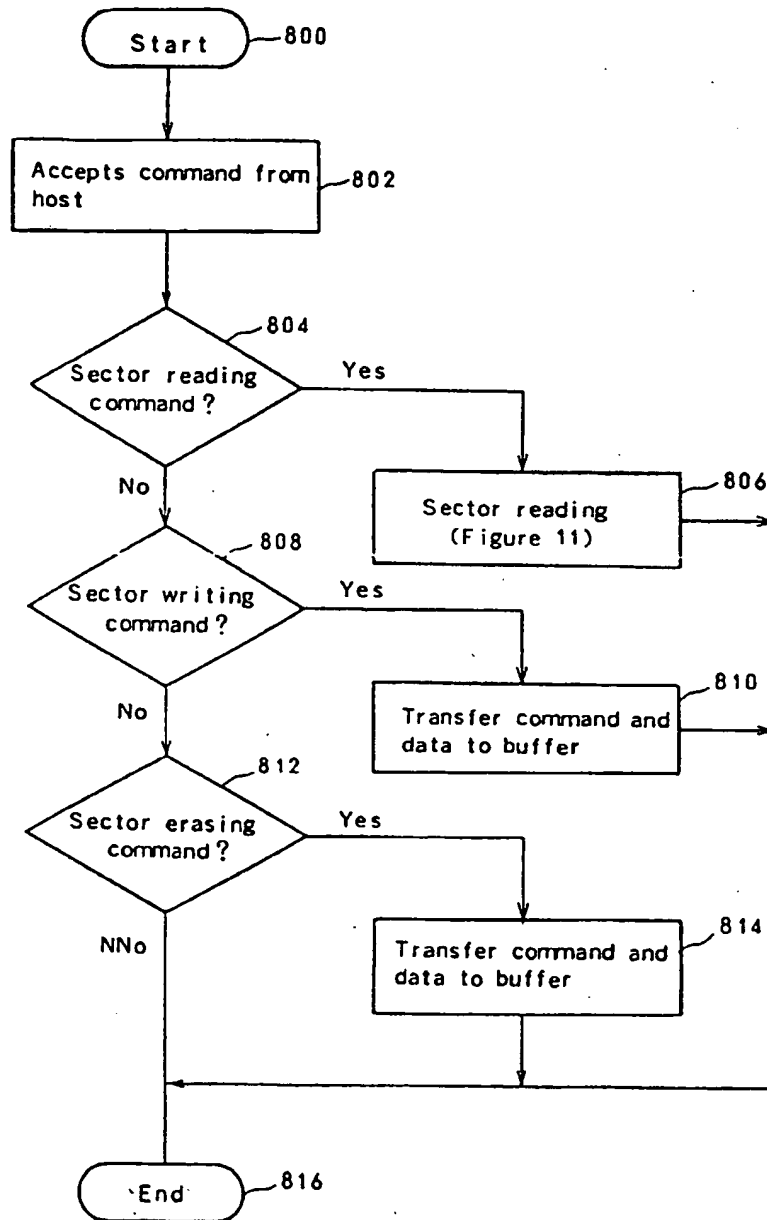 Start
800
Accepts command from
host
802
804
Sector reading
command?
Yes
No
806
Sector reading
(Figure 11)
808
Sector writing
command?
Yes
No
810
Transfer command and
data to buffer
812
Sector erasing
command?
Yes
NNo
814
Transfer command and
data to buffer
End
816